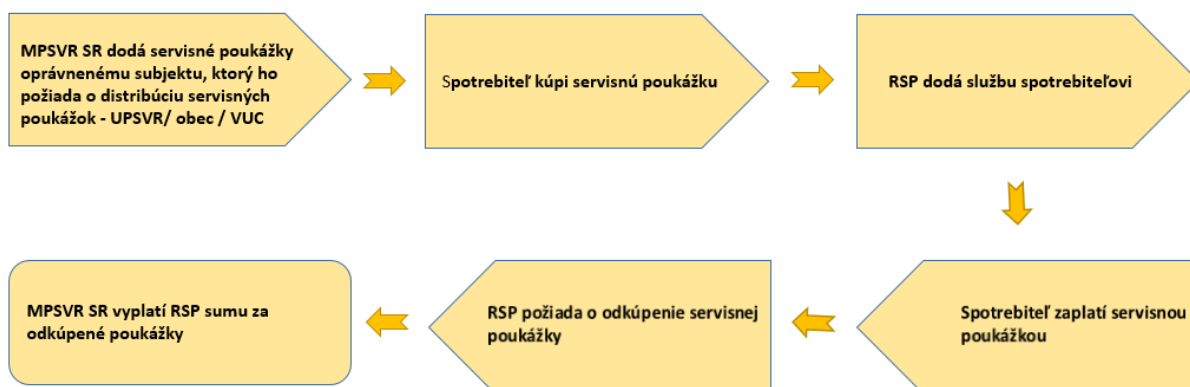 MPSVR SR dodá servisné poukážky
oprávnenému subjektu, ktorý ho
požiada o distribúciu servisných
poukážok - UPSVR/ obec / VUC
Spotrebiteľ kúpi servisnú poukážku
RSP dodá službu spotrebiteľovi
Spotrebiteľ zaplatí servisnou
poukážkou
RSP požiada o odkúpenie servisnej
poukážky
MPSVR SR vyplatí RSP sumu za
odkúpené poukážky